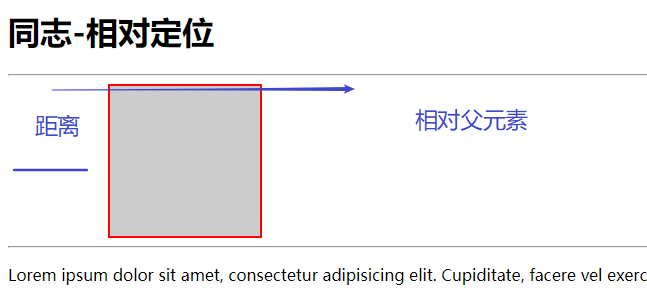 同志-相对定位
距离
相对父元素
Lorem ipsum dolor sit amet, consectetur adipisicing elit. Cupiditate, facere vel exerc